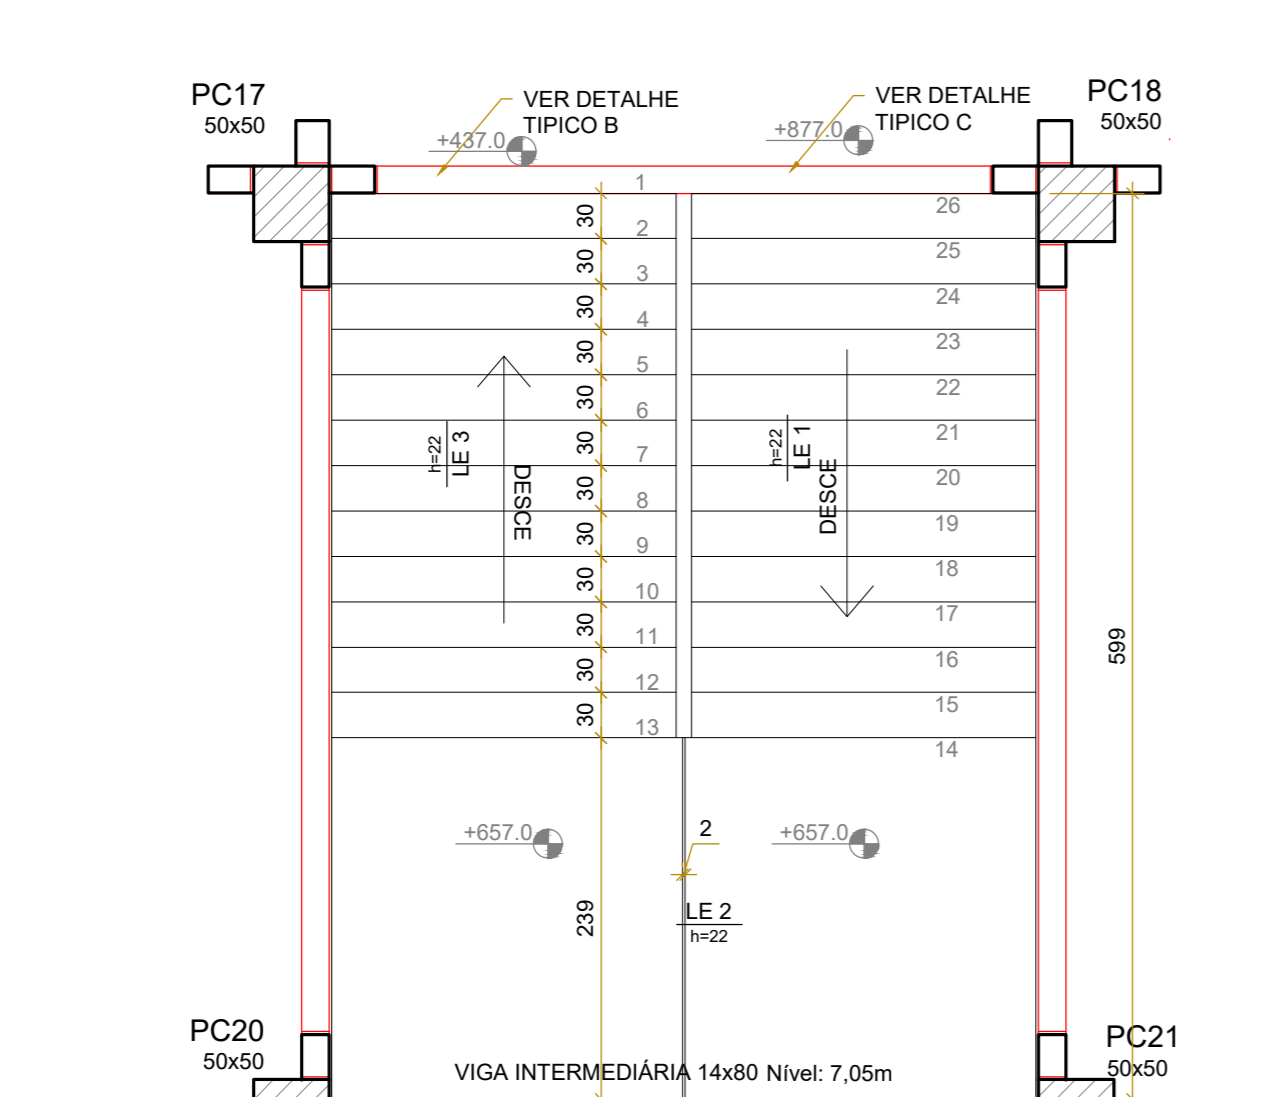 PC17
50x50
VER DETALHE
TIPICO B
+437.0
VER DETALHE
TIPICO C
+877.0
PC18
50x50
1
26
30
2
25
30
3
24
30
4
23
30
5
22
30
6
21
30
7
20
30
8
19
30
9
18
30
10
17
30
11
16
30
12
15
30
13
14
h=22
LE 3
DESCE
h=22
LE 1
DESCE
599
+657.0
2
+657.0
239
LE 2
h=22
PC20
50x50
PC21
50x50
VIGA INTERMEDIÁRIA 14x80 Nível: 7,05m